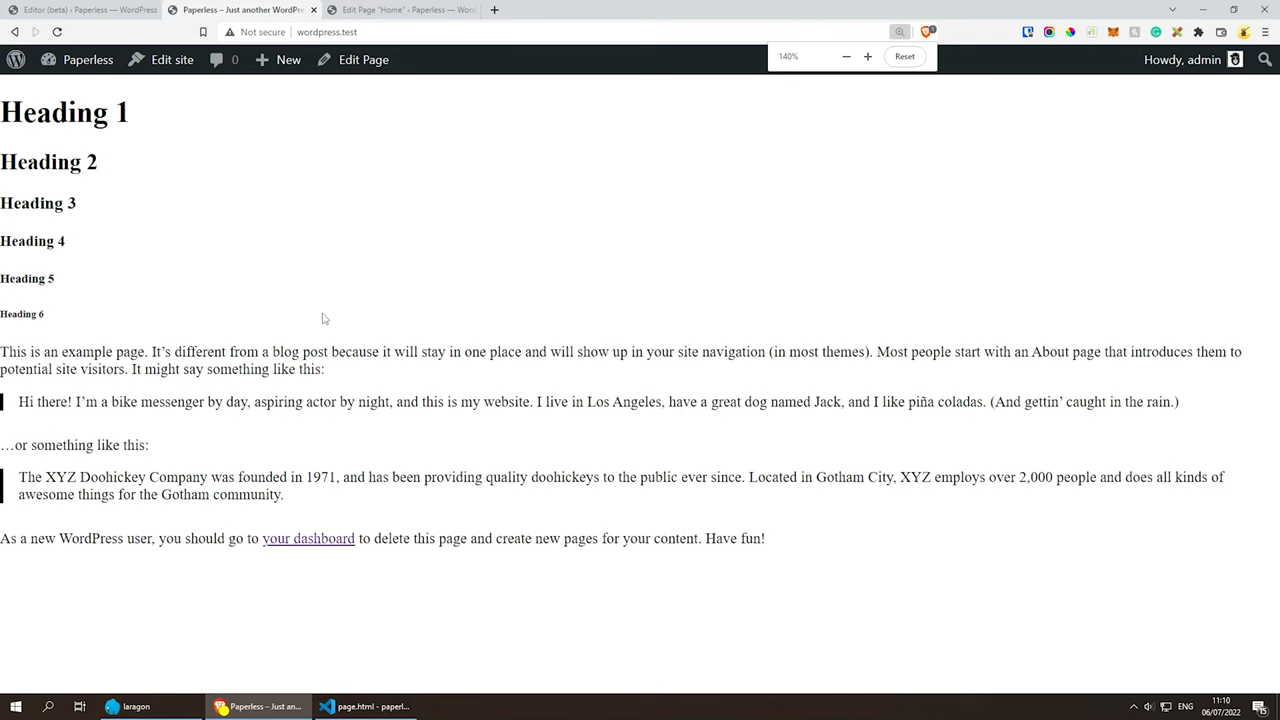 Editor (beta) ‹ Paperless — WordPress
Paperless – Just another WordPre
Edit Page “Home” ‹ Paperless — Word
Not secure
wordpress.test
140%
Reset
Paperless
Edit site
0
New
Edit Page
Howdy, admin
Heading 1
Heading 2
Heading 3
Heading 4
Heading 5
Heading 6
This is an example page. It’s different from a blog post because it will stay in one place and will show up in your site navigation (in most themes). Most people start with an About page that introduces them to
potential site visitors. It might say something like this:
Hi there! I’m a bike messenger by day, aspiring actor by night, and this is my website. I live in Los Angeles, have a great dog named Jack, and I like piña coladas. (And gettin’ caught in the rain.)
…or something like this:
The XYZ Doohickey Company was founded in 1971, and has been providing quality doohickeys to the public ever since. Located in Gotham City, XYZ employs over 2,000 people and does all kinds of
awesome things for the Gotham community.
As a new WordPress user, you should go to your dashboard to delete this page and create new pages for your content. Have fun!
laragon
Paperless – Just an...
page.html - paperl...
ENG
11:10
06/07/2022
15